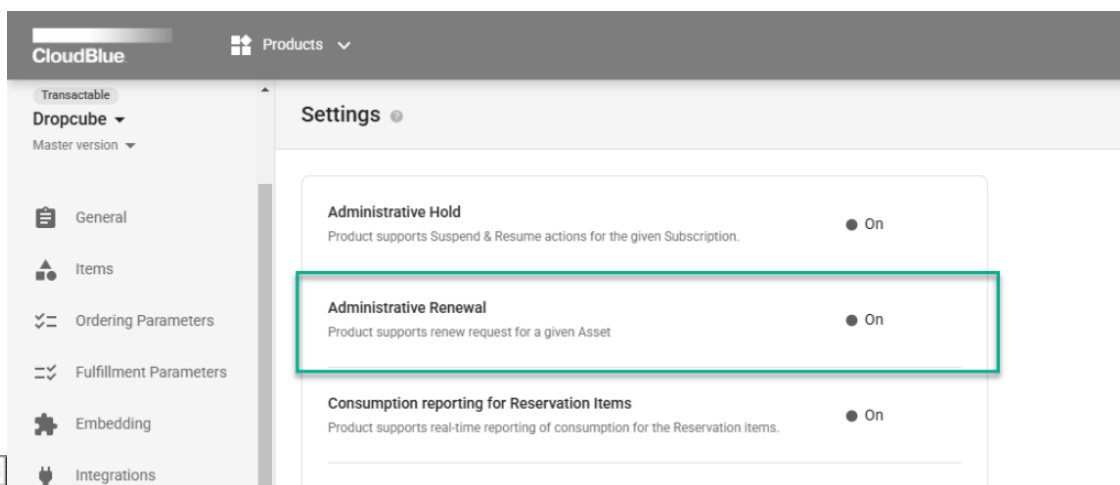 CloudBlue.
Products
Transactable
Dropcube
Master version
Settings
General
Items
Ordering Parameters
Fulfillment Parameters
Embedding
Integrations
Administrative Hold
Product supports Suspend & Resume actions for the given Subscription.
On
Administrative Renewal
Product supports renew request for a given Asset
On
Consumption reporting for Reservation Items
Product supports real-time reporting of consumption for the Reservation items.
On